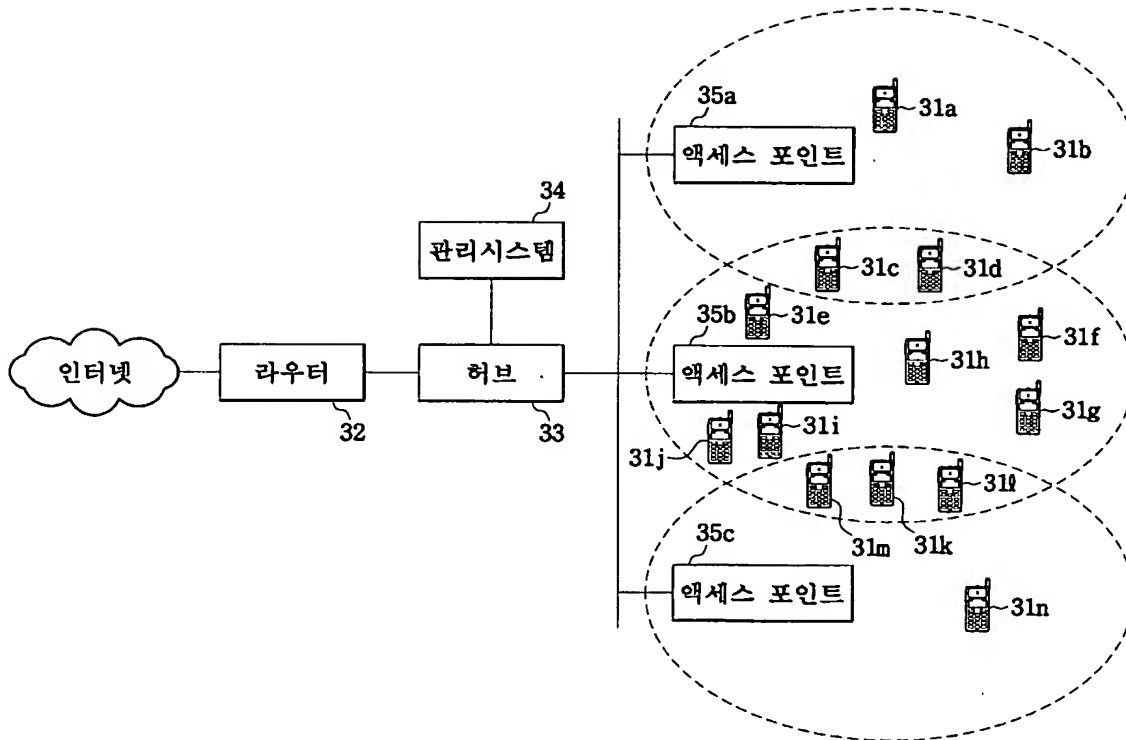 35a
액세스 포인트
31a
31b
34
관리시스템
31c
31d
31e
35b
액세스 포인트
31f
31h
31g
인터넷
라우터
32
허브
33
31j
31i
31m
31k
31ℓ
35c
액세스 포인트
31n